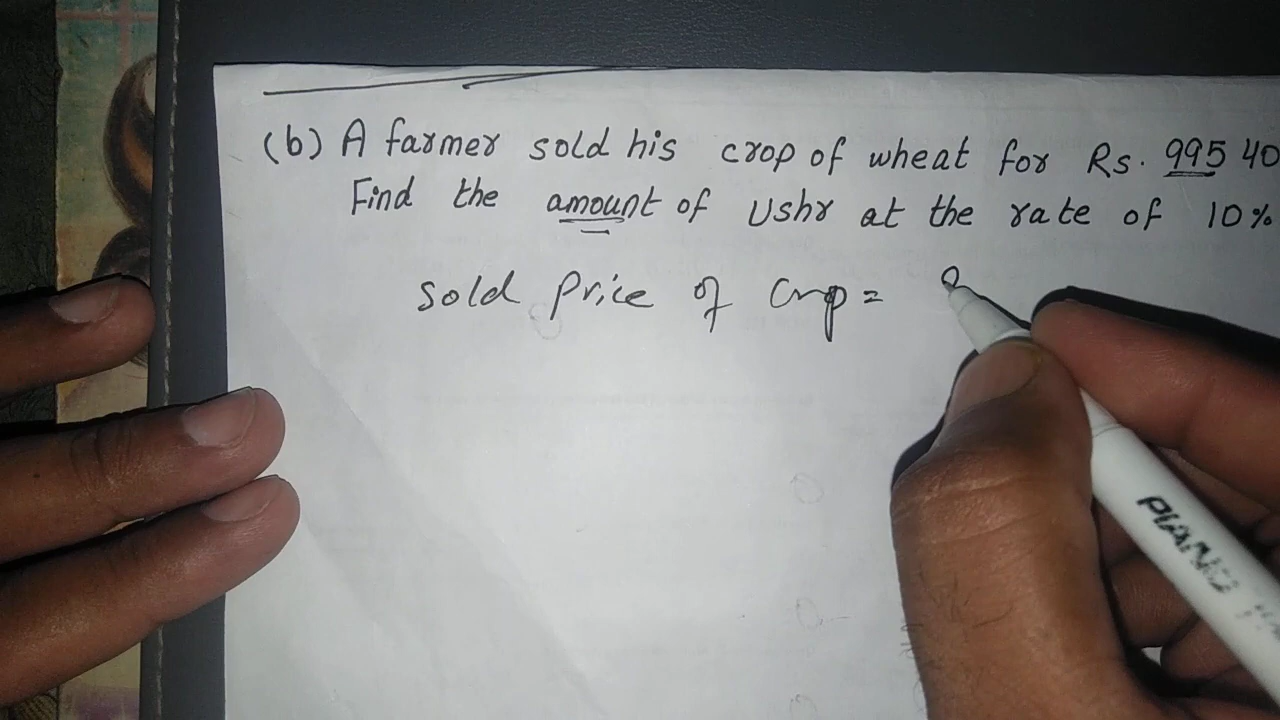 (b) A farmer sold his crop of wheat for Rs. 995 40
Find the amount of Ushr at the rate of 10%
Sold Price of Crop =
PIANO